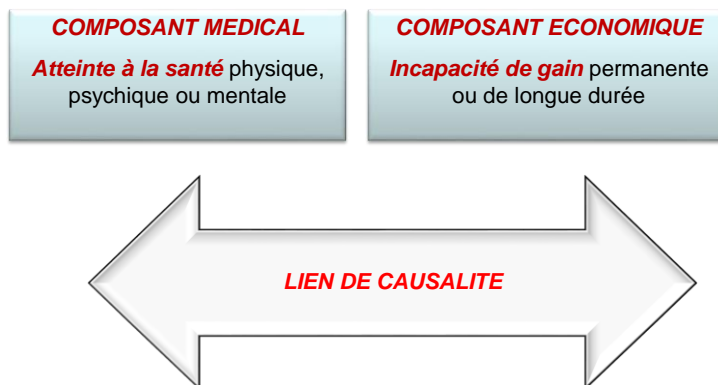 COMPOSANT MEDICAL
Atteinte à la santé physique,
psychique ou mentale
COMPOSANT ECONOMIQUE
Incapacité de gain permanente
ou de longue durée
LIEN DE CAUSALITE